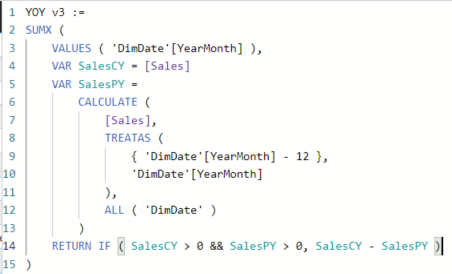 1 YOY v3 :=
2 SUMX (
3 VALUES ( 'DimDate'[YearMonth] ),
4 VAR SalesCY = [Sales]
5 VAR SalesPY =
6 CALCULATE (
7 [Sales],
8 TREATAS (
9 { 'DimDate'[YearMonth] - 12 },
10 'DimDate'[YearMonth]
11 ),
12 ALL ( 'DimDate' )
13 )
14 RETURN IF ( SalesCY > 0 && SalesPY > 0, SalesCY - SalesPY )
15 )